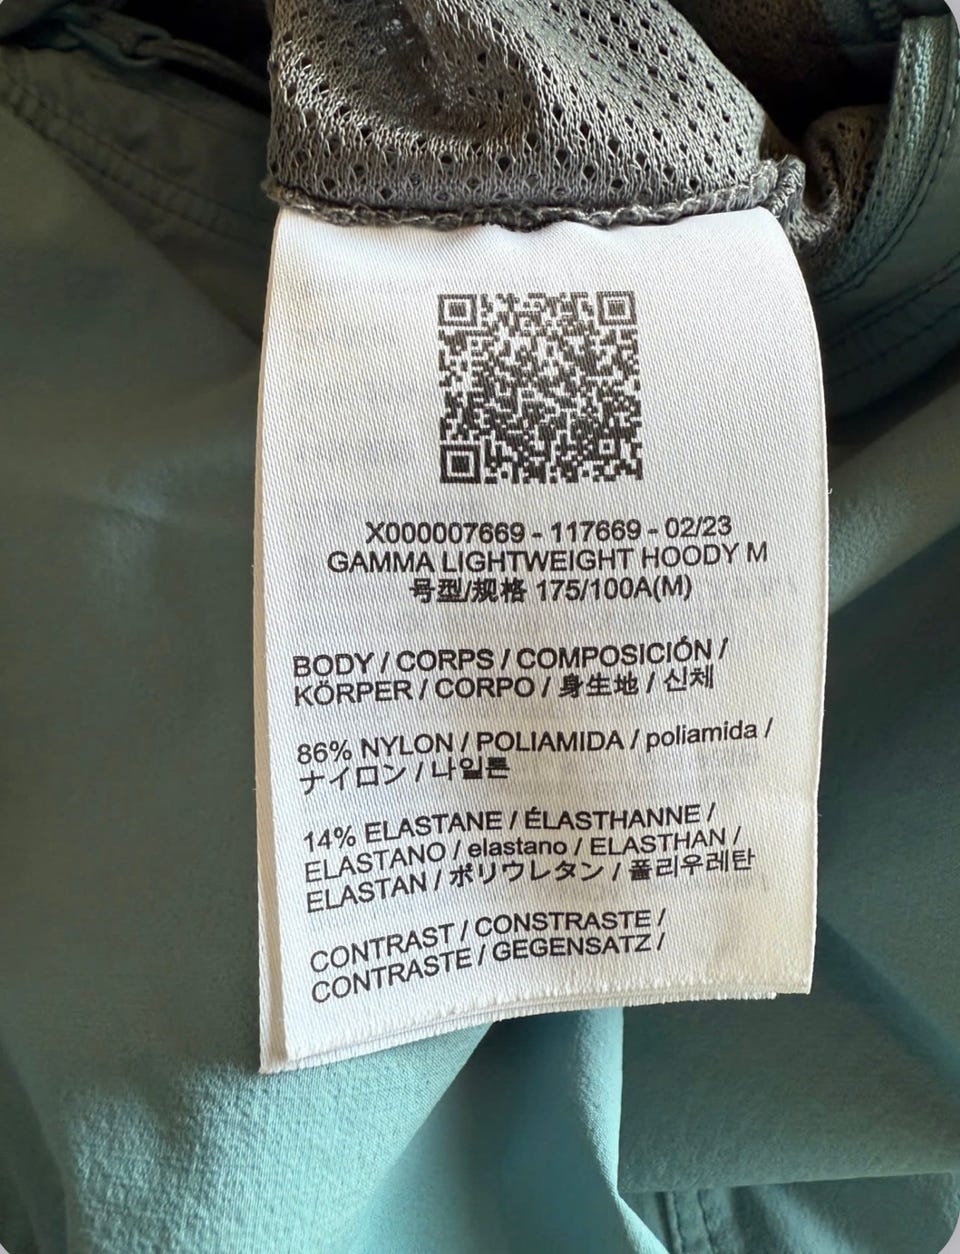 X000007669 - 117669 - 02/23
GAMMA LIGHTWEIGHT HOODY M
号型/规格 175/100A(M)
BODY / CORPS / COMPOSICIÓN /
KÖRPER / CORPO / 身生地 / 신체
86% NYLON / POLIAMIDA / poliamida /
ナイロン / 나일론
14% ELASTANE / ÉLASTHANNE /
ELASTANO / elastano / ELASTHAN /
ELASTAN / ポリウレタン / 폴리우레탄
CONTRAST / CONSTRASTE /
CONTRASTE / GEGENSATZ /